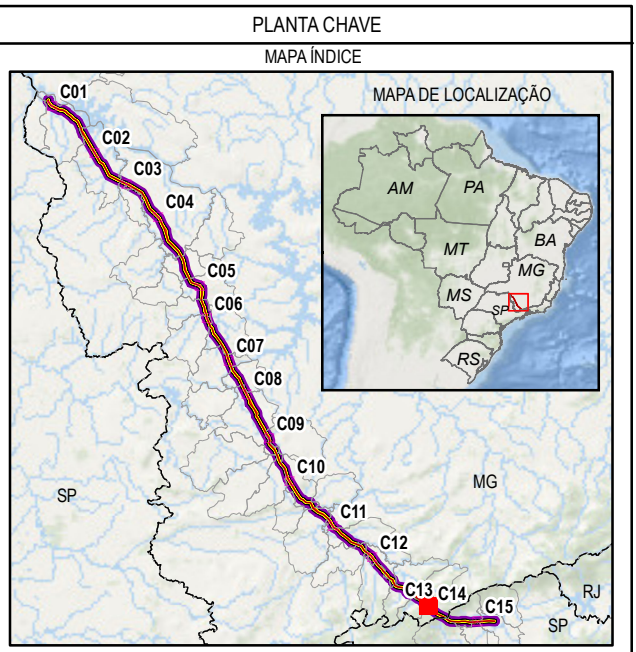 PLANTA CHAVE
MAPA ÍNDICE
MAPA DE LOCALIZAÇÃO
C01
C02
C03
C04
C05
C06
C07
C08
C09
C10
C11
C12
C13
C14
C15
SP
MG
RJ
SP
AM
PA
MT
BA
MG
MS
SP
RS